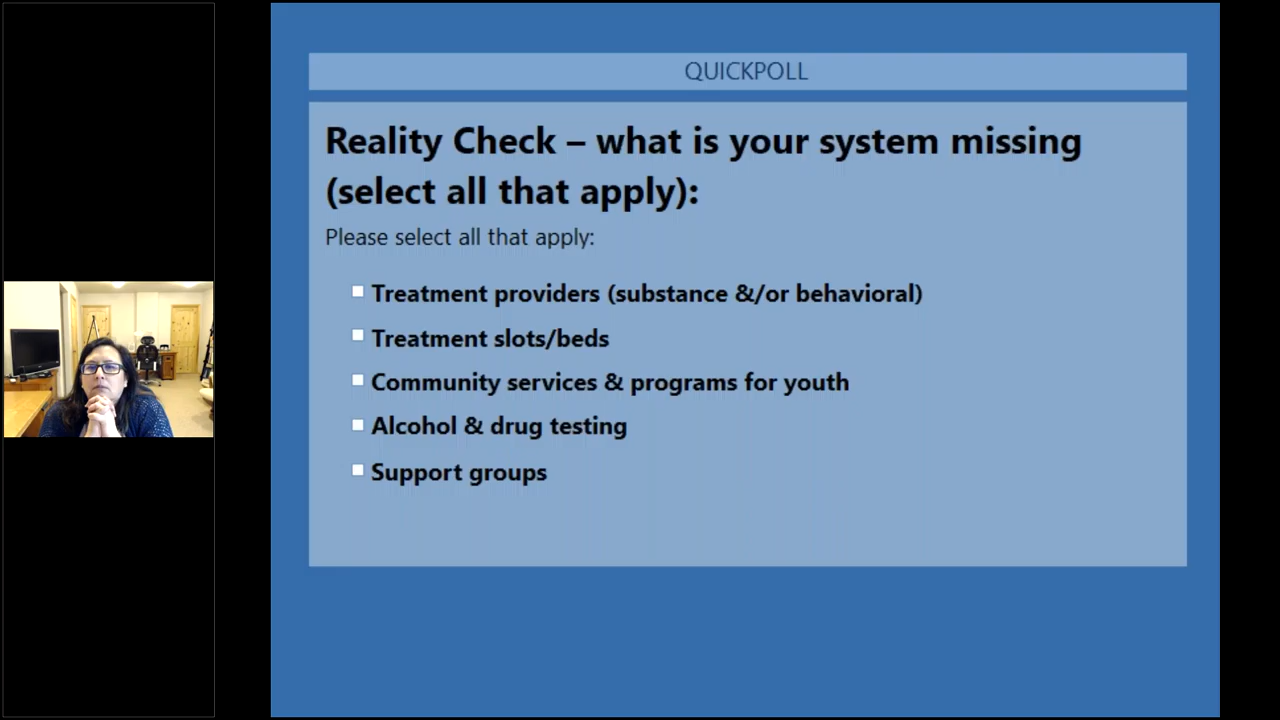 QUICKPOLL
Reality Check – what is your system missing
(select all that apply):
Please select all that apply:
Treatment providers (substance &/or behavioral)
Treatment slots/beds
Community services & programs for youth
Alcohol & drug testing
Support groups